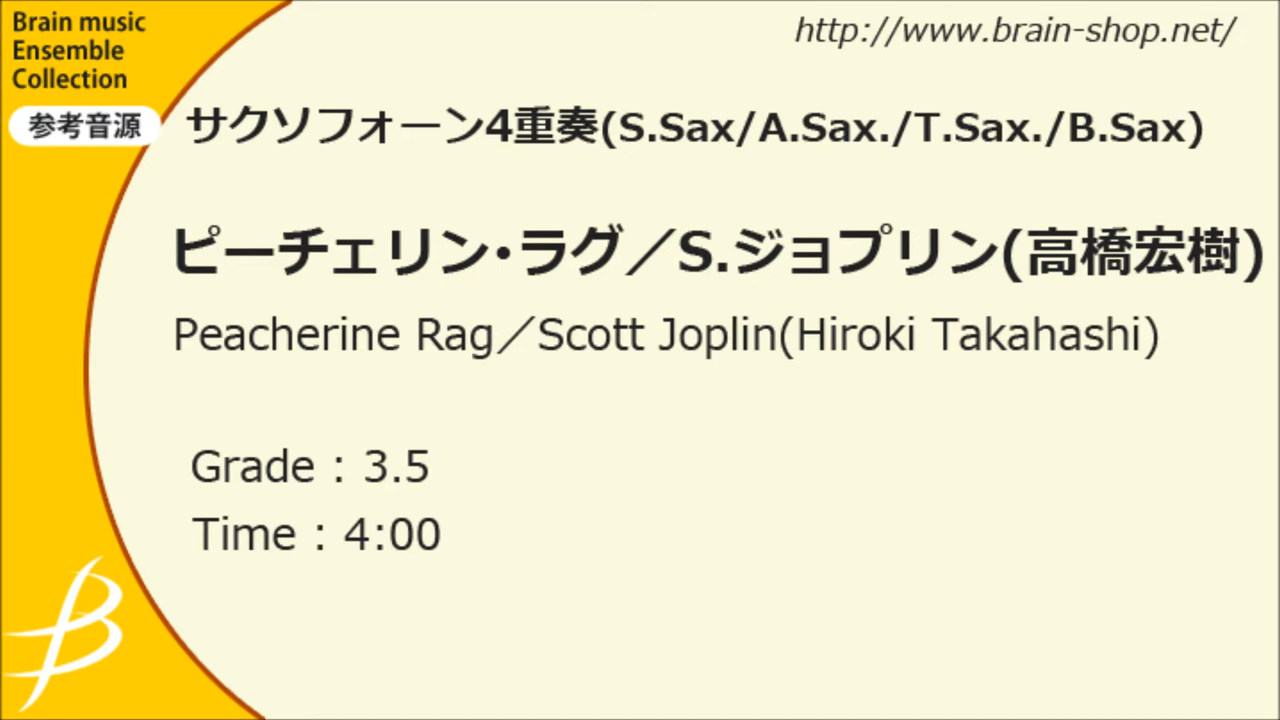 Brain music
Ensemble
Collection
参考音源
http://www.brain-shop.net/
サクソフォーン4重奏(S.Sax/A.Sax./T.Sax./B.Sax)
ピーチェリン･ラグ／S.ジョプリン(高橋宏樹)
Peacherine Rag／Scott Joplin(Hiroki Takahashi)
Grade : 3.5
Time : 4:00